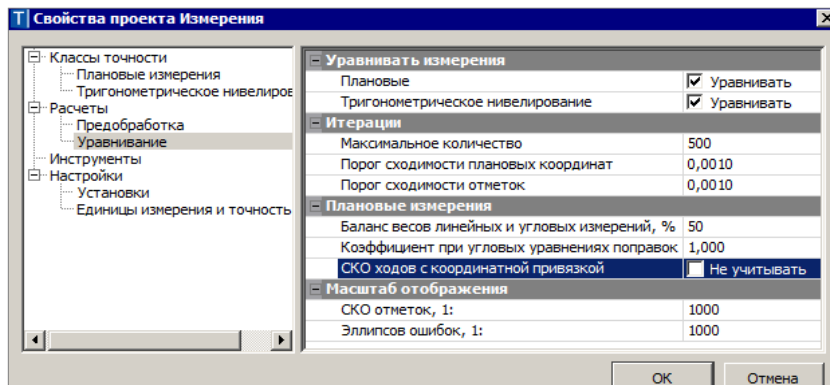 Свойства проекта Измерения
Классы точности
Плановые измерения
Тригонометрическое нивелиров
Расчеты
Предобработка
Уравнивание
Инструменты
Настройки
Установки
Единицы измерения и точность
Уравнивать измерения
Плановые Уравнивать
Тригонометрическое нивелирование Уравнивать
Итерации
Максимальное количество 500
Порог сходимости плановых координат 0,0010
Порог сходимости отметок 0,0010
Плановые измерения
Баланс весов линейных и угловых измерений, % 50
Коэффициент при угловых уравнениях поправок 1,000
СКО ходов с координатной привязкой Не учитывать
Масштаб отображения
СКО отметок, 1: 1000
Эллипсов ошибок, 1: 1000
OK Отмена